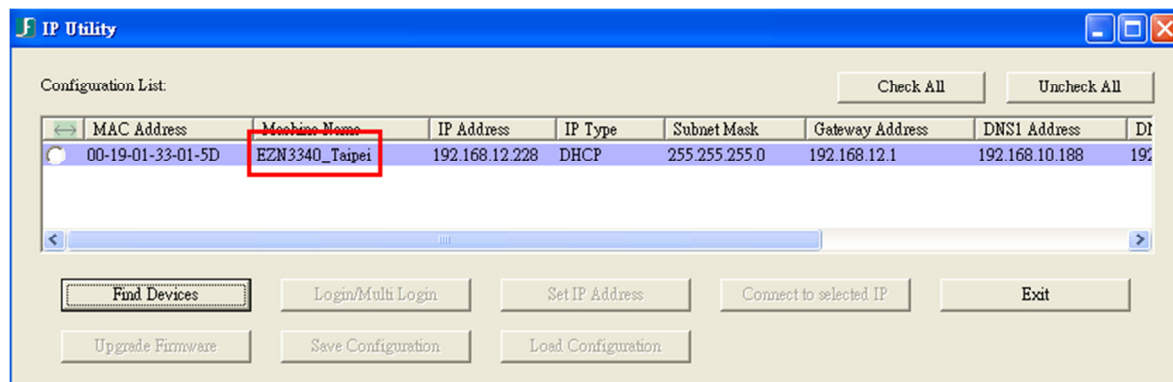 IP Utility
Configuration List:
Check All Uncheck All
MAC Address Machine Name IP Address IP Type Subnet Mask Gateway Address DNS1 Address
00-19-01-33-01-5D EZN3340_Taipei 192.168.12.228 DHCP 255.255.255.0 192.168.12.1 192.168.10.188 192
Find Devices Login/Multi Login Set IP Address Connect to selected IP Exit
Upgrade Firmware Save Configuration Load Configuration